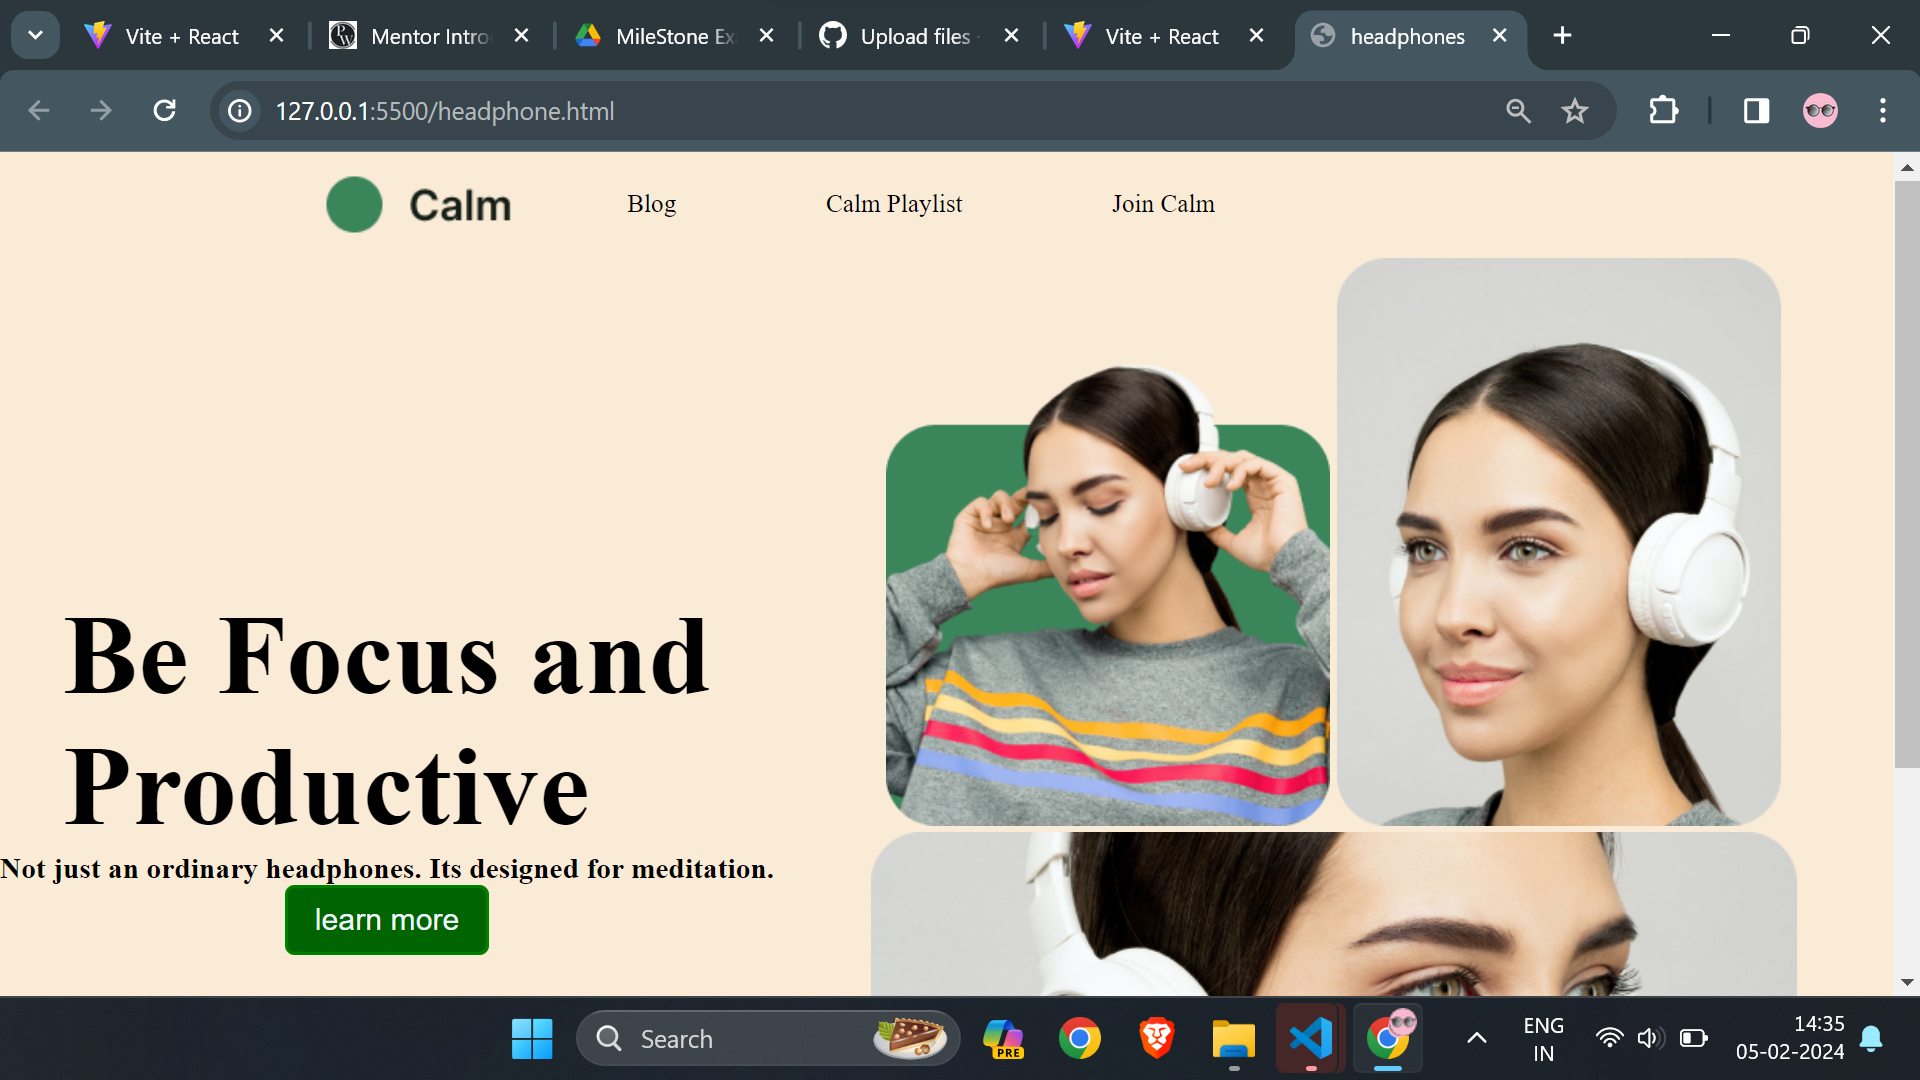 Vite + React
Mentor Intro
MileStone Ex
Upload files
Vite + React
headphones
127.0.0.1:5500/headphone.html
Calm
Blog
Calm Playlist
Join Calm
Be Focus and
Productive
Not just an ordinary headphones. Its designed for meditation.
learn more
Search
PRE
ENG
IN
14:35
05-02-2024